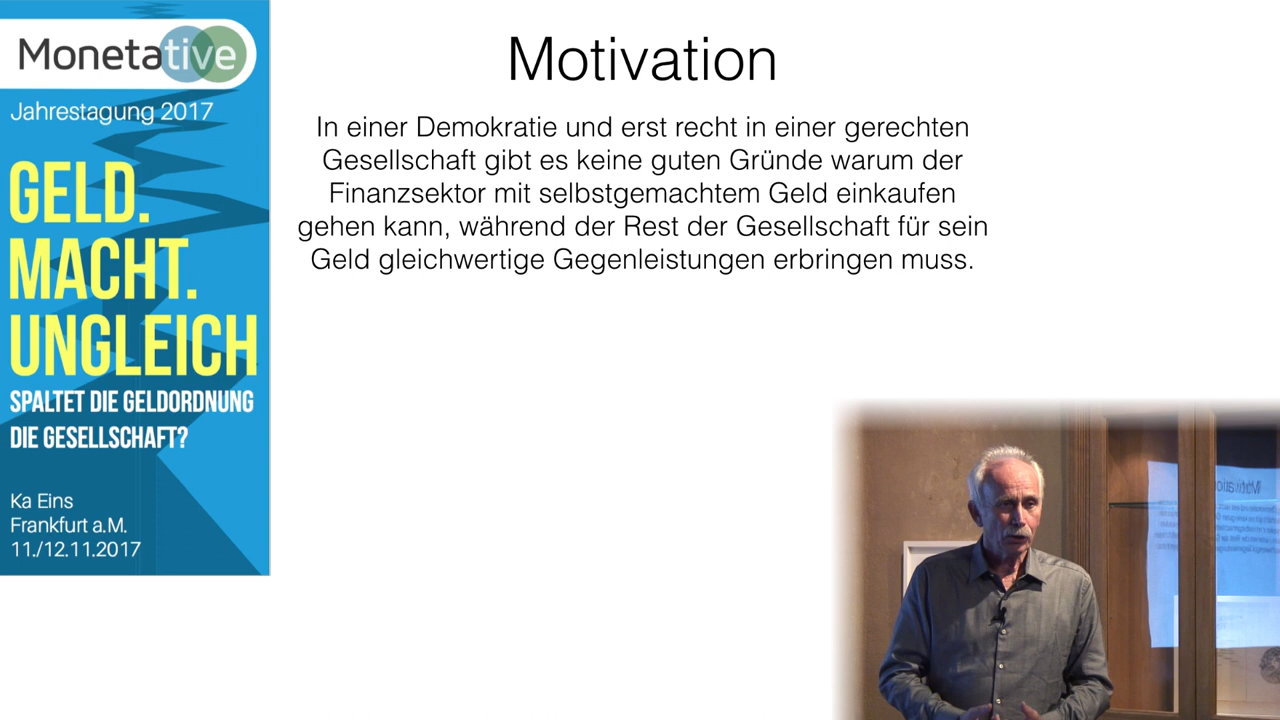 Monetative
Jahrestagung 2017
GELD.
MACHT.
UNGLEICH
SPALTET DIE GELDORDNUNG
DIE GESELLSCHAFT?
Ka Eins
Frankfurt a.M.
11./12.11.2017
Motivation
In einer Demokratie und erst recht in einer gerechten
Gesellschaft gibt es keine guten Gründe warum der
Finanzsektor mit selbstgemachtem Geld einkaufen
gehen kann, während der Rest der Gesellschaft für sein
Geld gleichwertige Gegenleistungen erbringen muss.